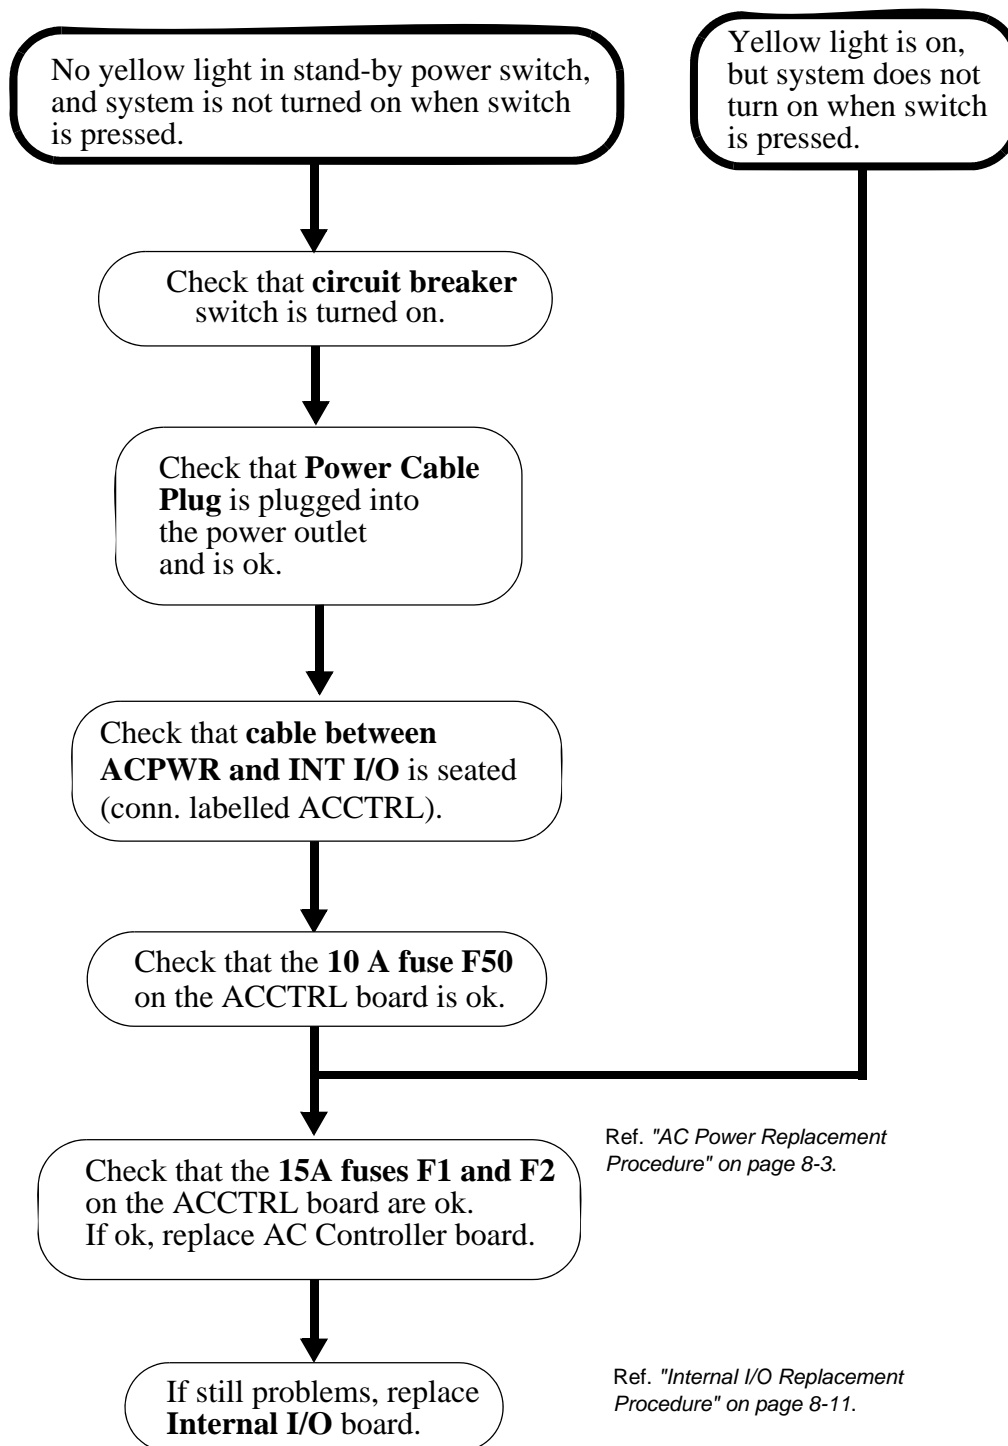 No yellow light in stand-by power switch,
and system is not turned on when switch
is pressed.
Yellow light is on,
but system does not
turn on when switch
is pressed.
Check that circuit breaker
switch is turned on.
Check that Power Cable
Plug is plugged into
the power outlet
and is ok.
Check that cable between
ACPWR and INT I/O is seated
(conn. labelled ACCTRL).
Check that the 10 A fuse F50
on the ACCTRL board is ok.
Check that the 15A fuses F1 and F2
on the ACCTRL board are ok.
If ok, replace AC Controller board.
Ref. "AC Power Replacement
Procedure" on page 8-3.
If still problems, replace
Internal I/O board.
Ref. "Internal I/O Replacement
Procedure" on page 8-11.